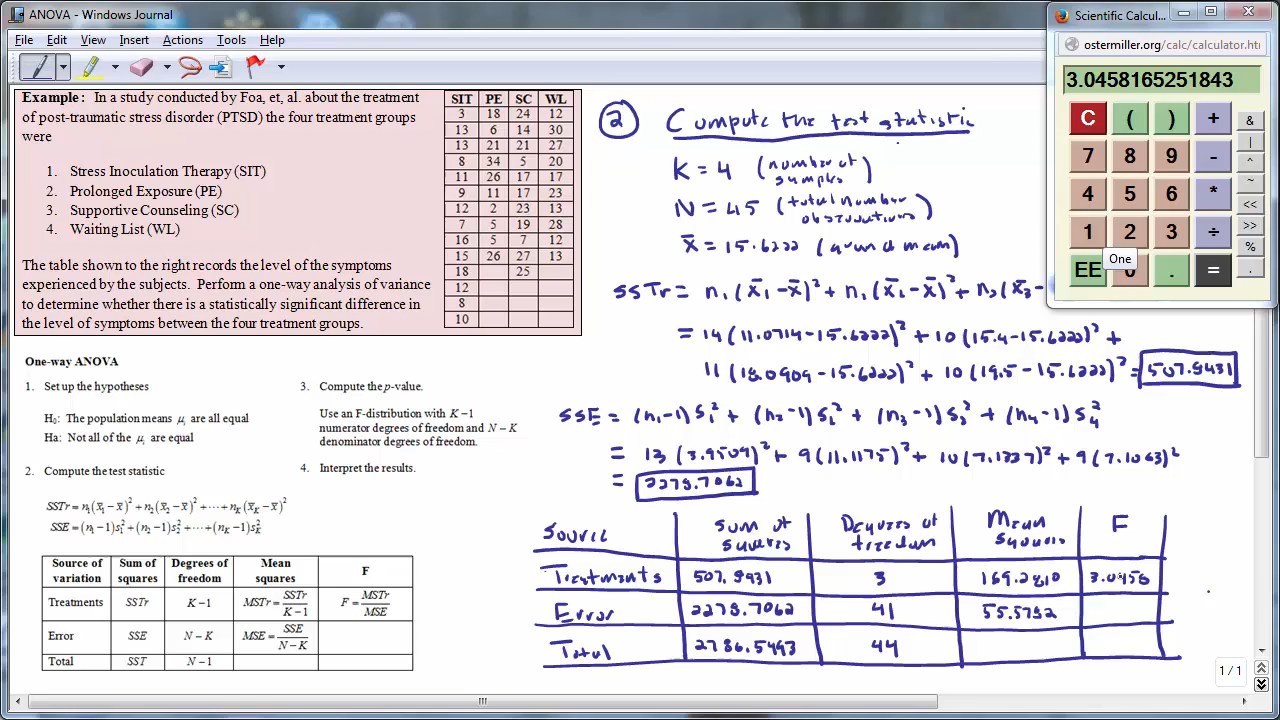 ANOVA - Windows Journal
File Edit View Insert Actions Tools Help
Example: In a study conducted by Foa, et, al. about the treatment
of post-traumatic stress disorder (PTSD) the four treatment groups
were
1. Stress Inoculation Therapy (SIT)
2. Prolonged Exposure (PE)
3. Supportive Counseling (SC)
4. Waiting List (WL)
The table shown to the right records the level of the symptoms
experienced by the subjects. Perform a one-way analysis of variance
to determine whether there is a statistically significant difference in
the level of symptoms between the four treatment groups.
SIT PE SC WL
3 18 24 12
13 6 14 30
13 21 21 27
8 34 5 20
11 26 17 17
9 11 17 23
12 2 23 13
7 5 19 28
16 5 7 12
15 26 27 13
18 25
12
8
10
One-way ANOVA
1. Set up the hypotheses
H₀: The population means μᵢ are all equal
Ha: Not all of the μᵢ are equal
2. Compute the test statistic
SSTr = n₁(x̄₁ − x̄)² + n₂(x̄₂ − x̄)² + ··· + n_K(x̄_K − x̄)²
SSE = (n₁−1)s₁² + (n₂−1)s₂² + ··· + (n_K−1)s_K²
3. Compute the p-value.
Use an F-distribution with K−1
numerator degrees of freedom and N−K
denominator degrees of freedom.
4. Interpret the results.
Source of variation Sum of squares Degrees of freedom Mean squares F
Treatments SSTr K−1 MSTr = SSTr / K−1 F = MSTr / MSE
Error SSE N−K MSE = SSE / N−K
Total SST N−1
2 Compute the test statistic
K = 4 (number of samples)
N = 45 (total number observations)
x̄ = 15.6222 (grand mean)
SSTr = n₁(x̄₁−x̄)² + n₁(x̄₁−x̄)² + n₂(x̄₃−
= 14(11.0714−15.6222)² + 10(15.4−15.6222)² +
11(18.0909−15.6222)² + 10(19.5−15.6222)² = 507.8431
SSE = (n₁−1)s₁² + (n₂−1)s₂² + (n₃−1)s₃² + (n₄−1)s₄²
= 13(3.9509)² + 9(11.1175)² + 10(7.1337)² + 9(7.1063)²
= 2278.7062
Source Sum of squares Degrees of freedom Mean squares F
Treatments 507.8431 3 169.2810 3.0458
Error 2278.7062 41 55.5782
Total 2786.5493 44
Scientific Calcu...
ostermiller.org/calc/calculator.ht
3.0458165251843
C ( ) + &
7 8 9 - | ^
4 5 6 * ~ <<
1 2 3 ÷ >> %
One
EE 0 . = .
1 / 1